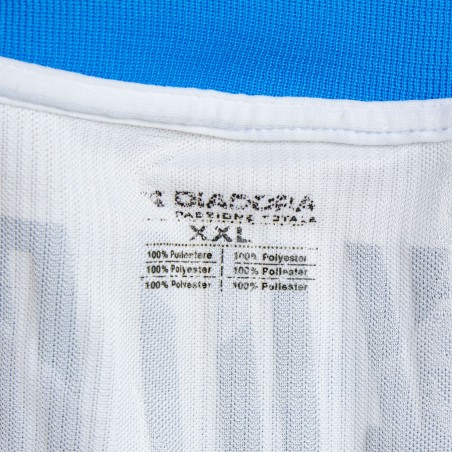 DIADORA
PASSIONE TOTALE
XXL
100% Poliestere 100% Polyester
100% Polyester 100% Poliester
100% Polyester 100% Poliester